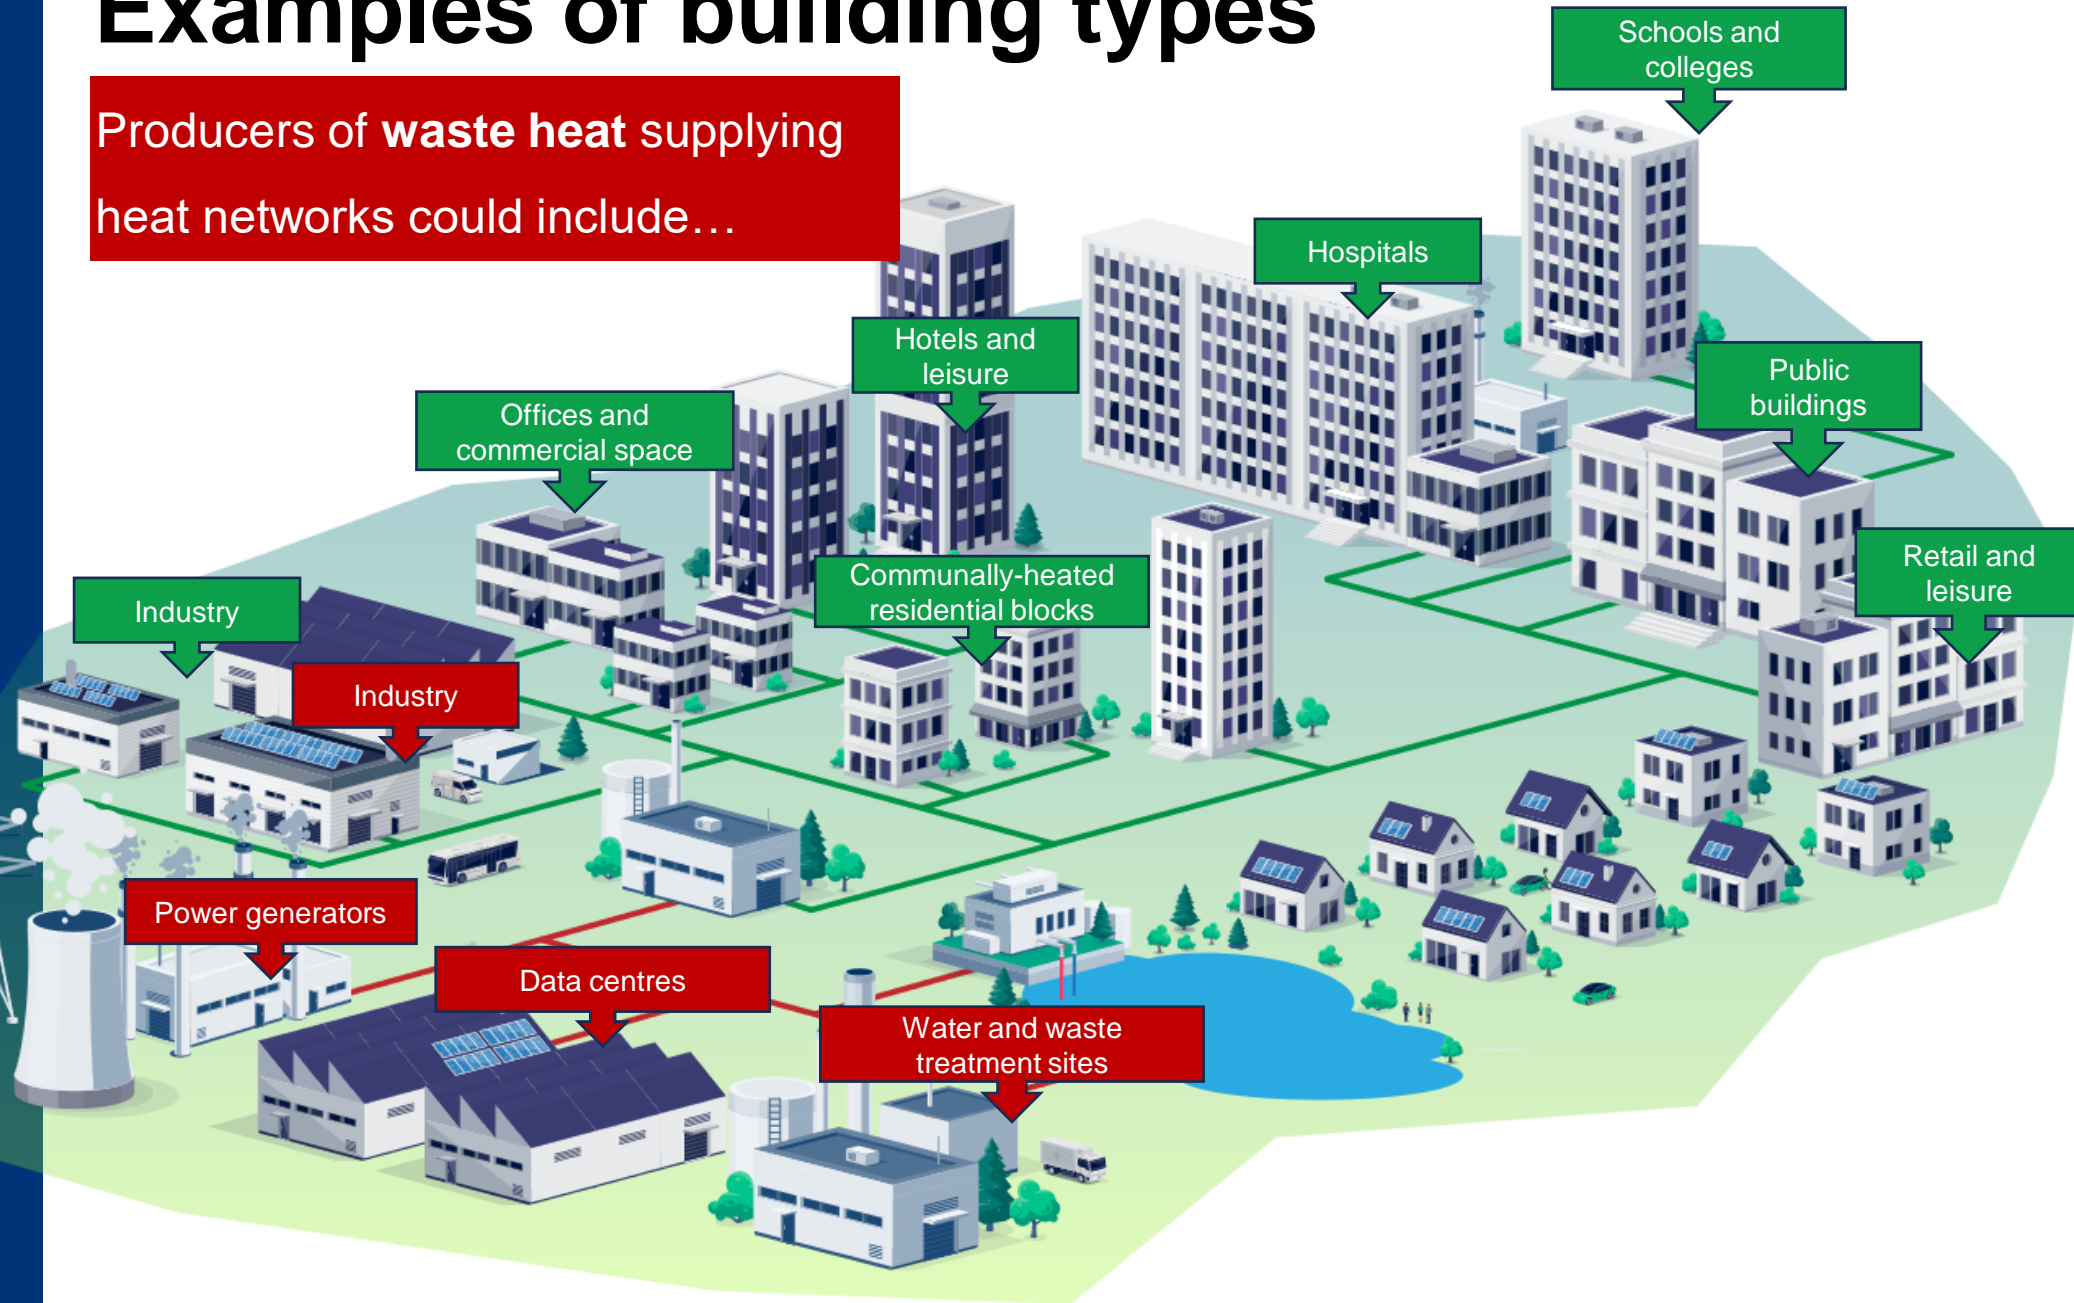 Examples of building types
Producers of waste heat supplying
heat networks could include…
Schools and
colleges
Hospitals
Hotels and
leisure
Public
buildings
Offices and
commercial space
Retail and
leisure
Communally-heated
residential blocks
Industry
Industry
Power generators
Data centres
Water and waste
treatment sites